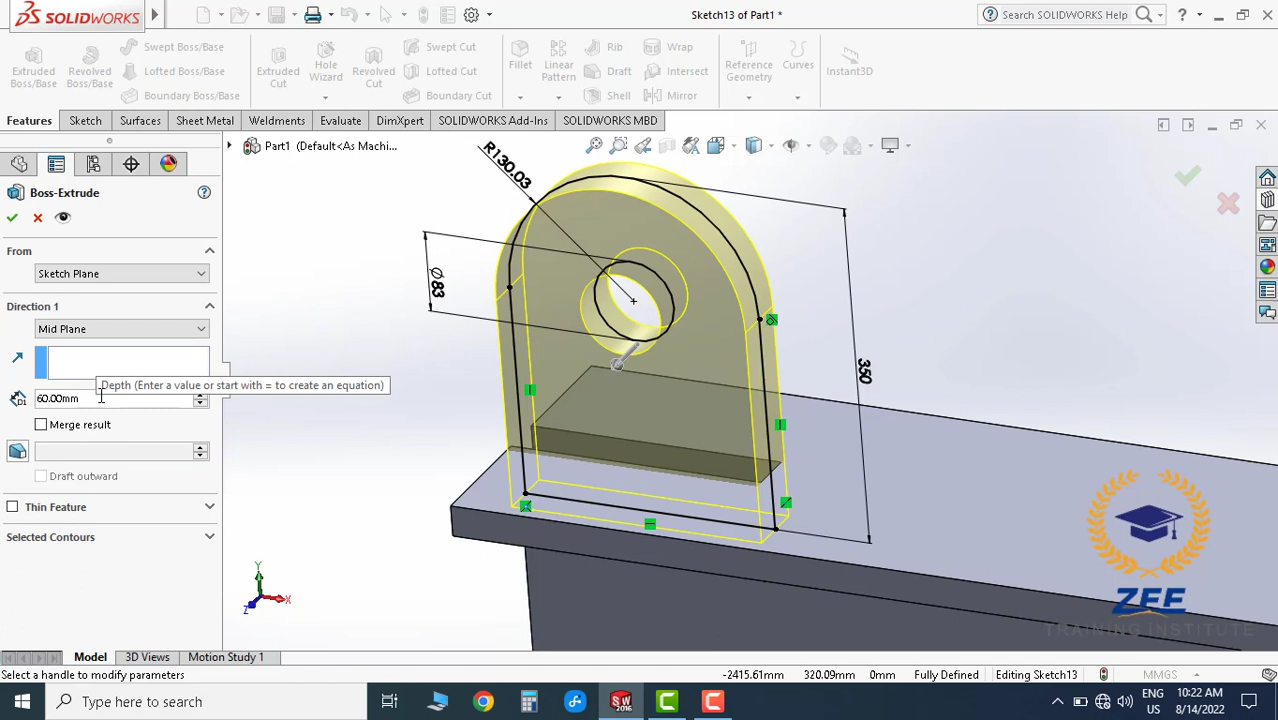 SOLIDWORKS
Sketch13 of Part1 *
Search SOLIDWORKS Help
Extruded Boss/Base
Revolved Boss/Base
Swept Boss/Base
Lofted Boss/Base
Boundary Boss/Base
Extruded Cut
Hole Wizard
Revolved Cut
Swept Cut
Lofted Cut
Boundary Cut
Fillet
Linear Pattern
Rib
Draft
Shell
Wrap
Intersect
Mirror
Reference Geometry
Curves
Instant3D
Features
Sketch
Surfaces
Sheet Metal
Weldments
Evaluate
DimXpert
SOLIDWORKS Add-Ins
SOLIDWORKS MBD
Part1 (Default<As Machi...
Boss-Extrude
From
Sketch Plane
Direction 1
Mid Plane
Depth (Enter a value or start with = to create an equation)
D1
60.00mm
Merge result
Draft outward
Thin Feature
Selected Contours
R130.03
Ø83
350
Y
X
Z
ZEE
TRAINING INSTITUTE
Model
3D Views
Motion Study 1
Select a handle to modify parameters
-2415.61mm
320.09mm
0mm
Fully Defined
Editing Sketch13
MMGS
Type here to search
SW
2016
ENG
US
10:22 AM
8/14/2022